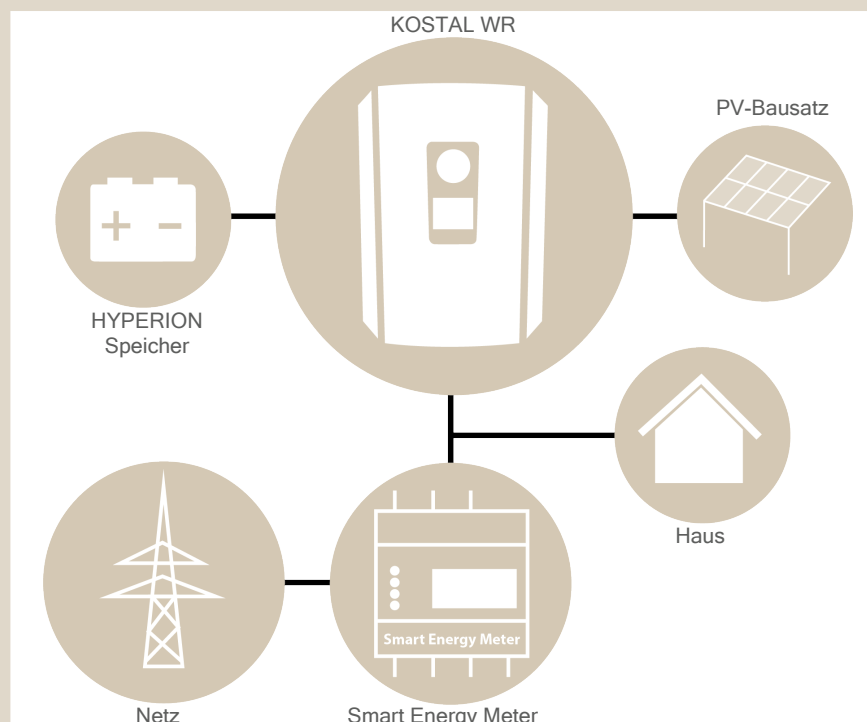 KOSTAL WR
PV-Bausatz
HYPERION
Speicher
Haus
Smart Energy Meter
Netz
Smart Energy Meter